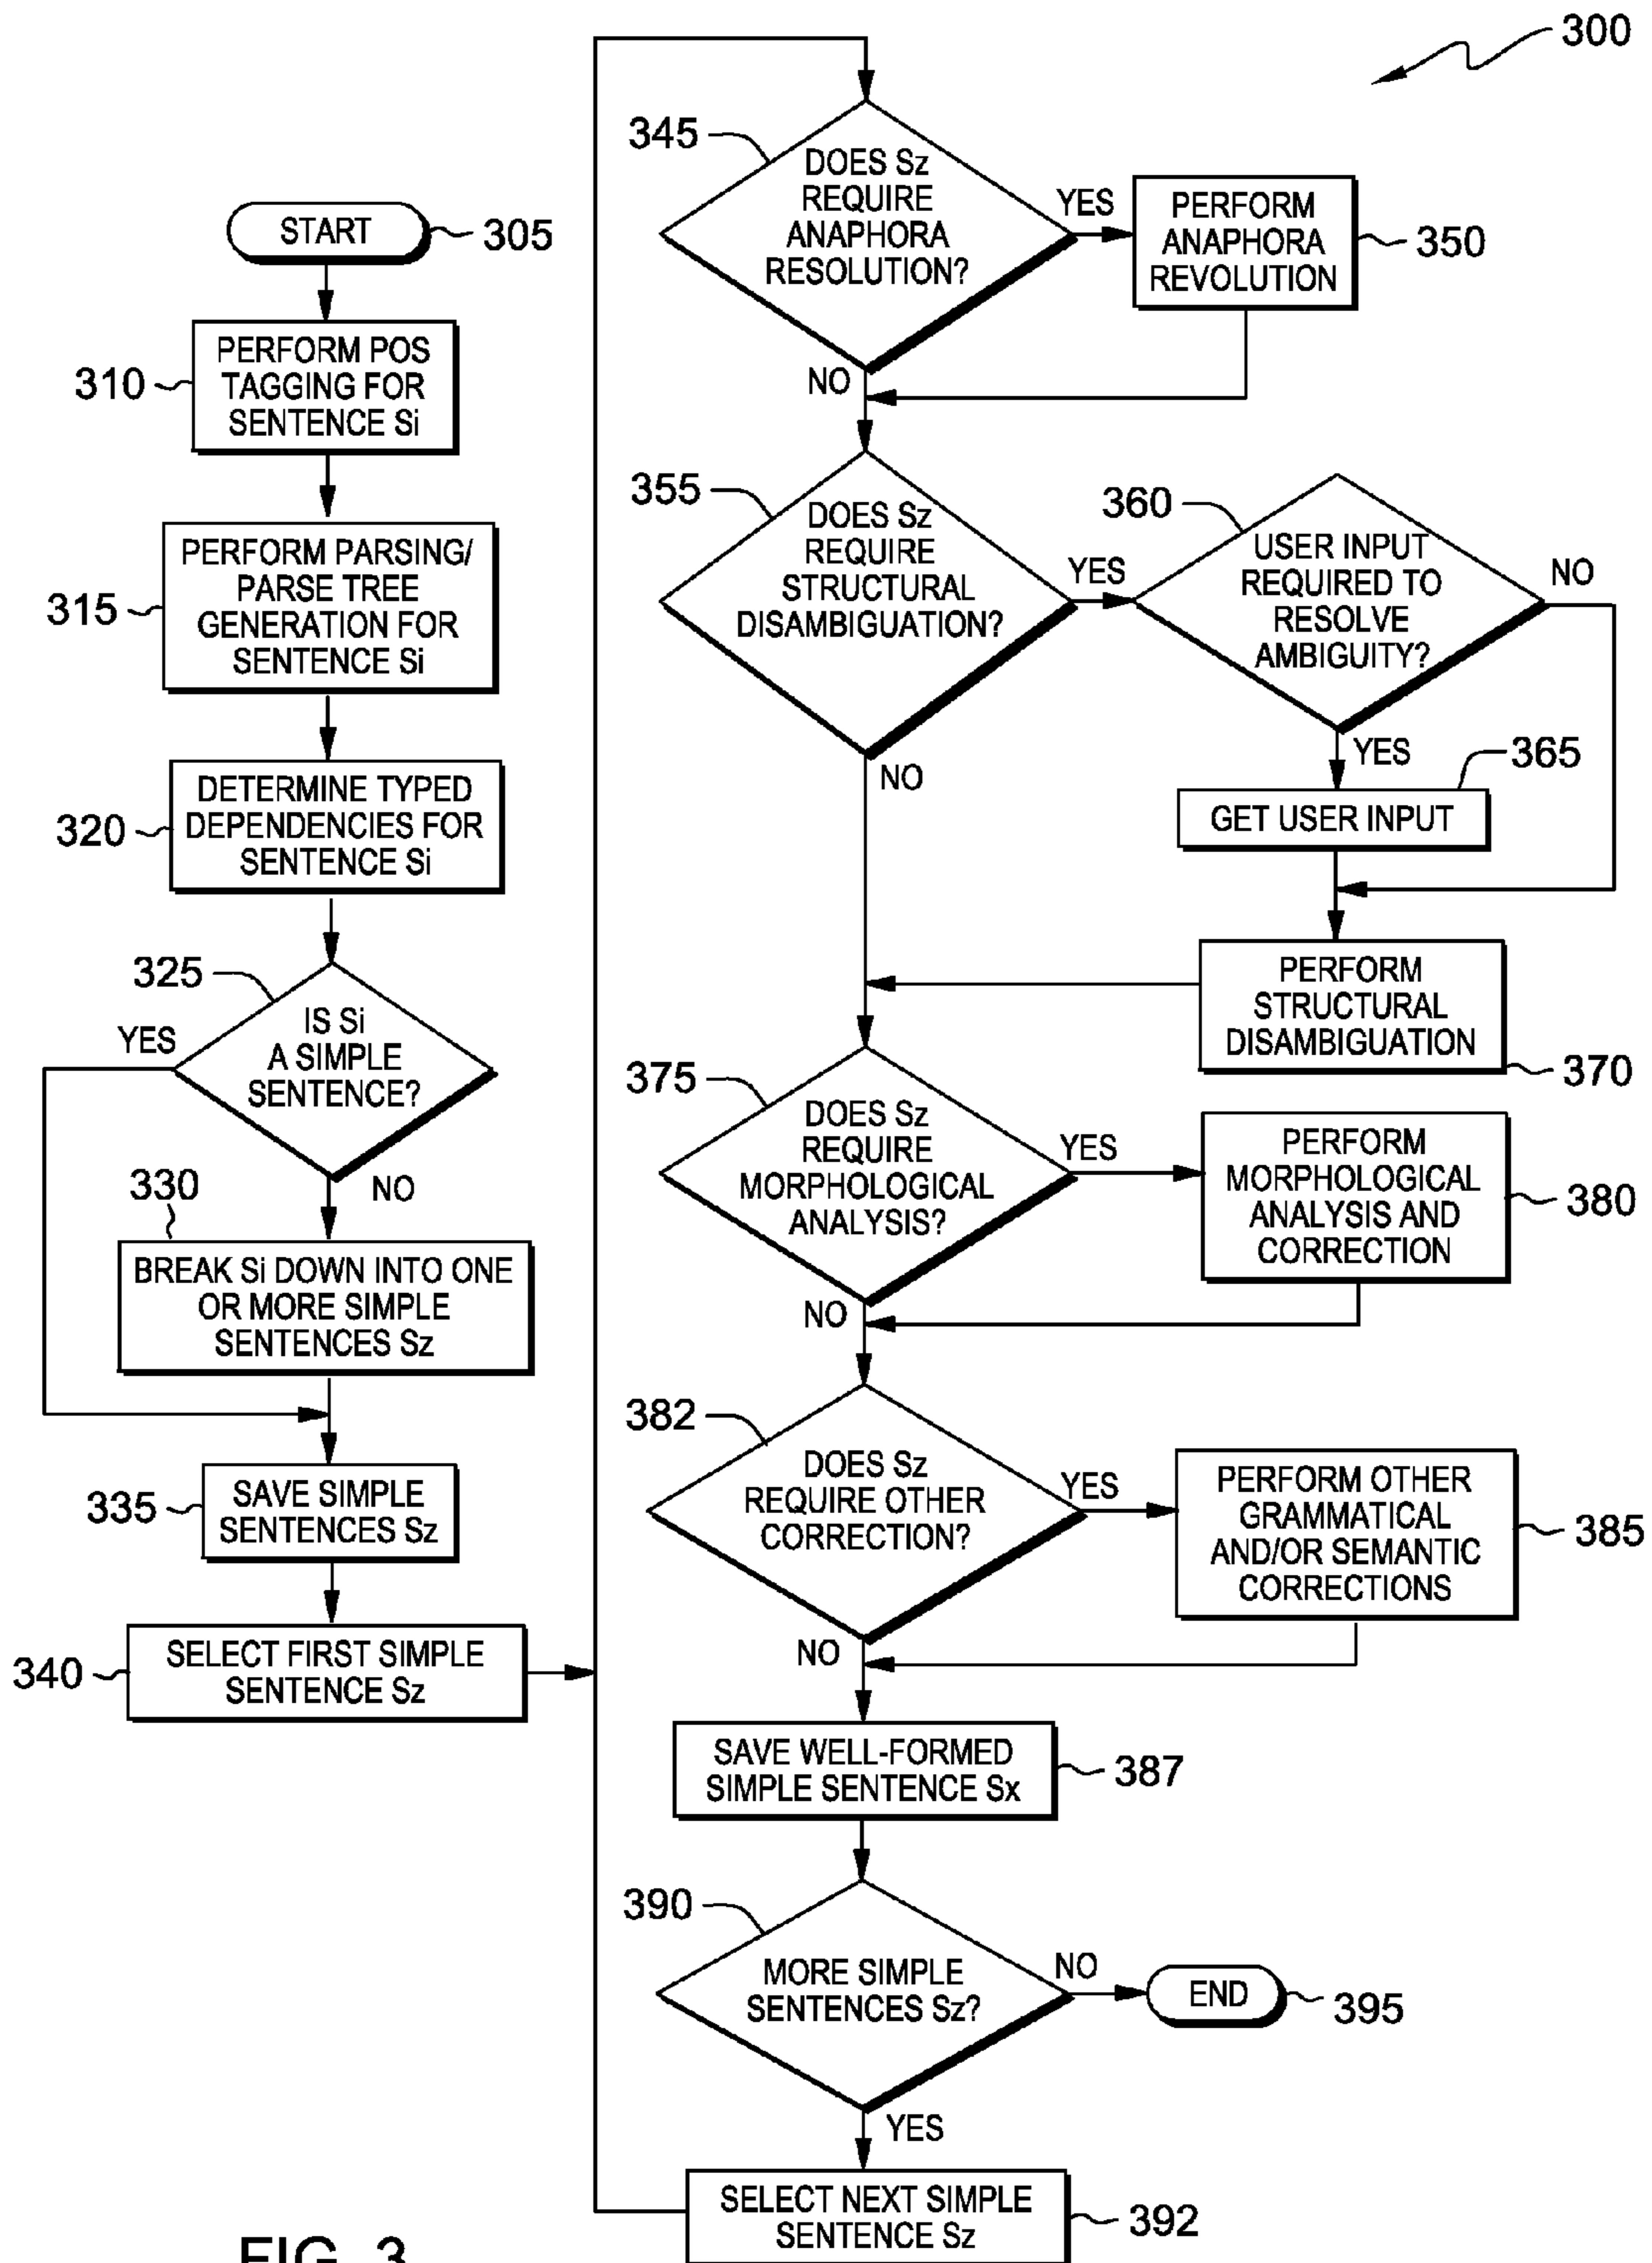 300
START
305
310
PERFORM POS
TAGGING FOR
SENTENCE Si
315
PERFORM PARSING/
PARSE TREE
GENERATION FOR
SENTENCE Si
320
DETERMINE TYPED
DEPENDENCIES FOR
SENTENCE Si
325
IS Si
A SIMPLE
SENTENCE?
YES
NO
330
BREAK Si DOWN INTO ONE
OR MORE SIMPLE
SENTENCES Sz
335
SAVE SIMPLE
SENTENCES Sz
340
SELECT FIRST SIMPLE
SENTENCE Sz
345
DOES Sz
REQUIRE
ANAPHORA
RESOLUTION?
YES
PERFORM
ANAPHORA
REVOLUTION
350
NO
355
DOES Sz
REQUIRE
STRUCTURAL
DISAMBIGUATION?
YES
NO
360
USER INPUT
REQUIRED TO
RESOLVE
AMBIGUITY?
NO
YES
365
GET USER INPUT
PERFORM
STRUCTURAL
DISAMBIGUATION
370
375
DOES Sz
REQUIRE
MORPHOLOGICAL
ANALYSIS?
YES
PERFORM
MORPHOLOGICAL
ANALYSIS AND
CORRECTION
380
NO
382
DOES Sz
REQUIRE OTHER
CORRECTION?
YES
PERFORM OTHER
GRAMMATICAL
AND/OR SEMANTIC
CORRECTIONS
385
NO
SAVE WELL-FORMED
SIMPLE SENTENCE Sx
387
390
MORE SIMPLE
SENTENCES Sz?
NO
END
395
YES
SELECT NEXT SIMPLE
SENTENCE Sz
392
FIG. 3